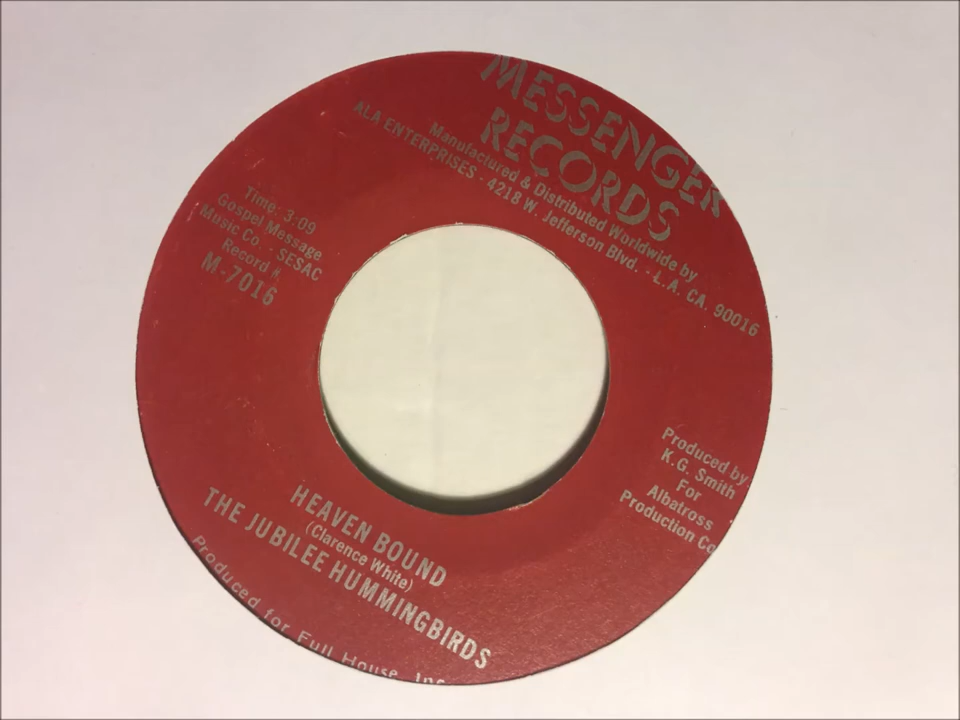 MESSENGER
RECORDS
Manufactured & Distributed Worldwide by
ALA ENTERPRISES - 4218 W. Jefferson Blvd. - L.A. CA. 90016
Time: 3:09
Gospel Message
Music Co. - SESAC
Record #
M-7016
Produced by
K.G. Smith
For
Albatross
Production Co
HEAVEN BOUND
(Clarence White)
THE JUBILEE HUMMINGBIRDS
Produced for Full House, Inc.